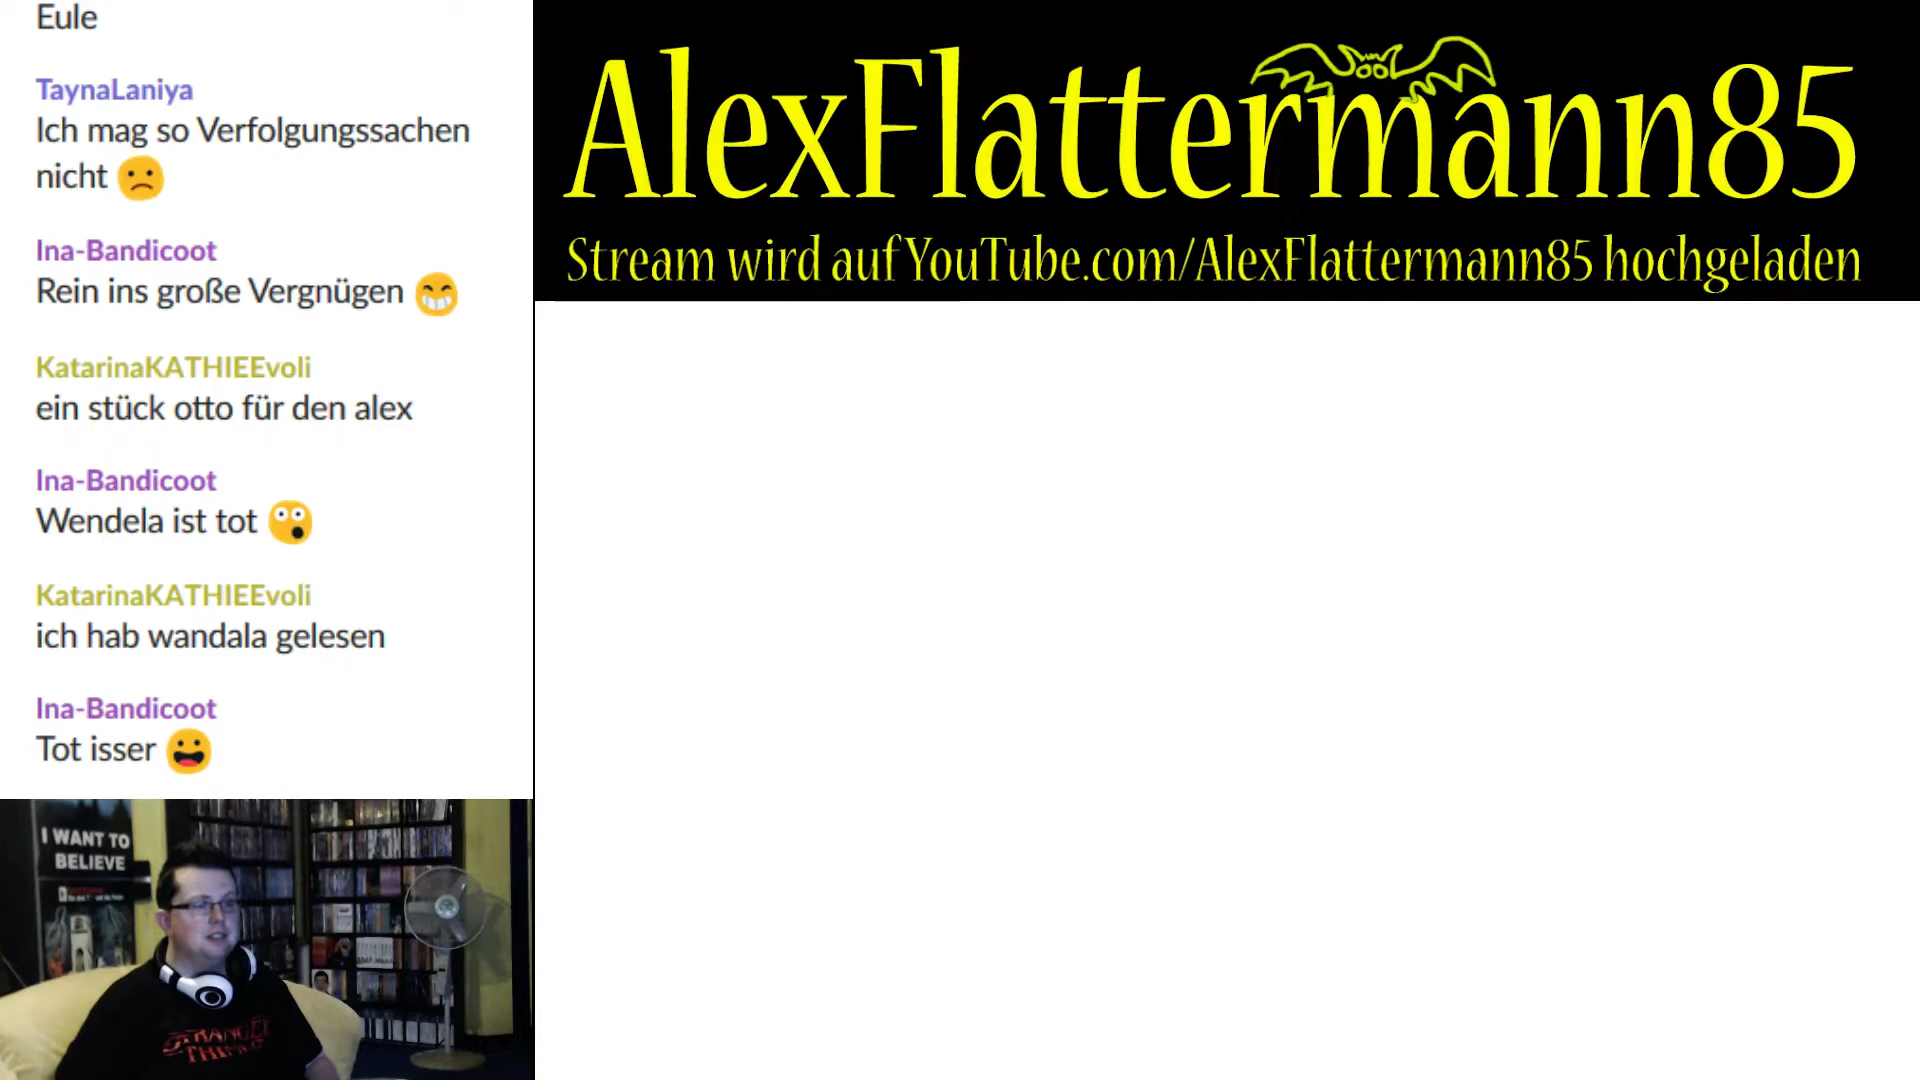 Eule
TaynaLaniya
Ich mag so Verfolgungssachen
nicht
Ina-Bandicoot
Rein ins große Vergnügen
KatarinaKATHIEEvoli
ein stück otto für den alex
Ina-Bandicoot
Wendela ist tot
KatarinaKATHIEEvoli
ich hab wandala gelesen
Ina-Bandicoot
Tot isser
AlexFlattermann85
Stream wird auf YouTube.com/AlexFlattermann85 hochgeladen
I WANT TO
BELIEVE
STRANGER
THINGS